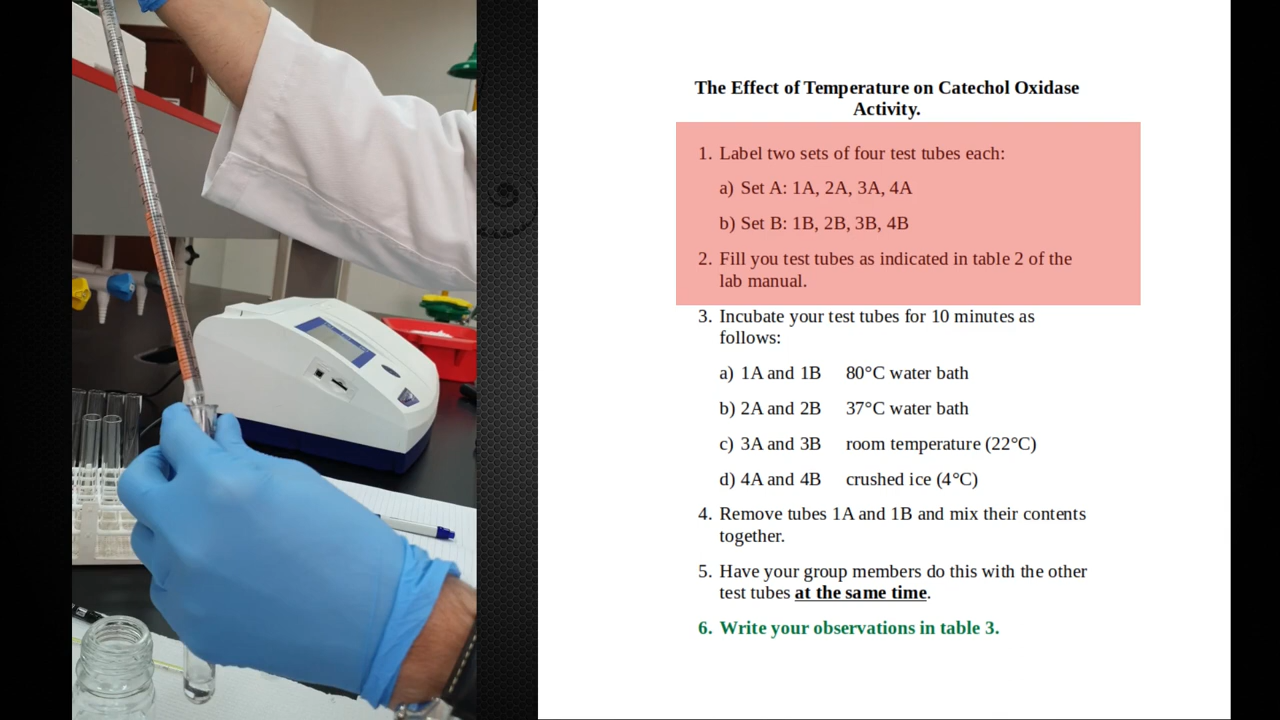 The Effect of Temperature on Catechol Oxidase
Activity.
1. Label two sets of four test tubes each:
a) Set A: 1A, 2A, 3A, 4A
b) Set B: 1B, 2B, 3B, 4B
2. Fill you test tubes as indicated in table 2 of the
lab manual.
3. Incubate your test tubes for 10 minutes as
follows:
a) 1A and 1B 80°C water bath
b) 2A and 2B 37°C water bath
c) 3A and 3B room temperature (22°C)
d) 4A and 4B crushed ice (4°C)
4. Remove tubes 1A and 1B and mix their contents
together.
5. Have your group members do this with the other
test tubes at the same time.
6. Write your observations in table 3.